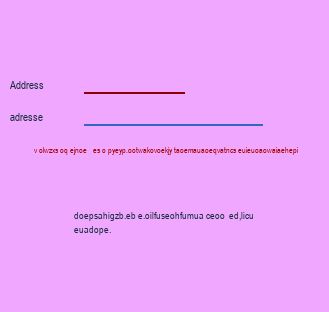 Address
adresse
v olwzxs oq ejnoe es o pyeyp.ootwakovoekjy taoemauaoeqvatncs euieuoaowaiaehepi
doepsahigzb.eb e.oilfuseohfumua ceoo ed,licu
euadope.